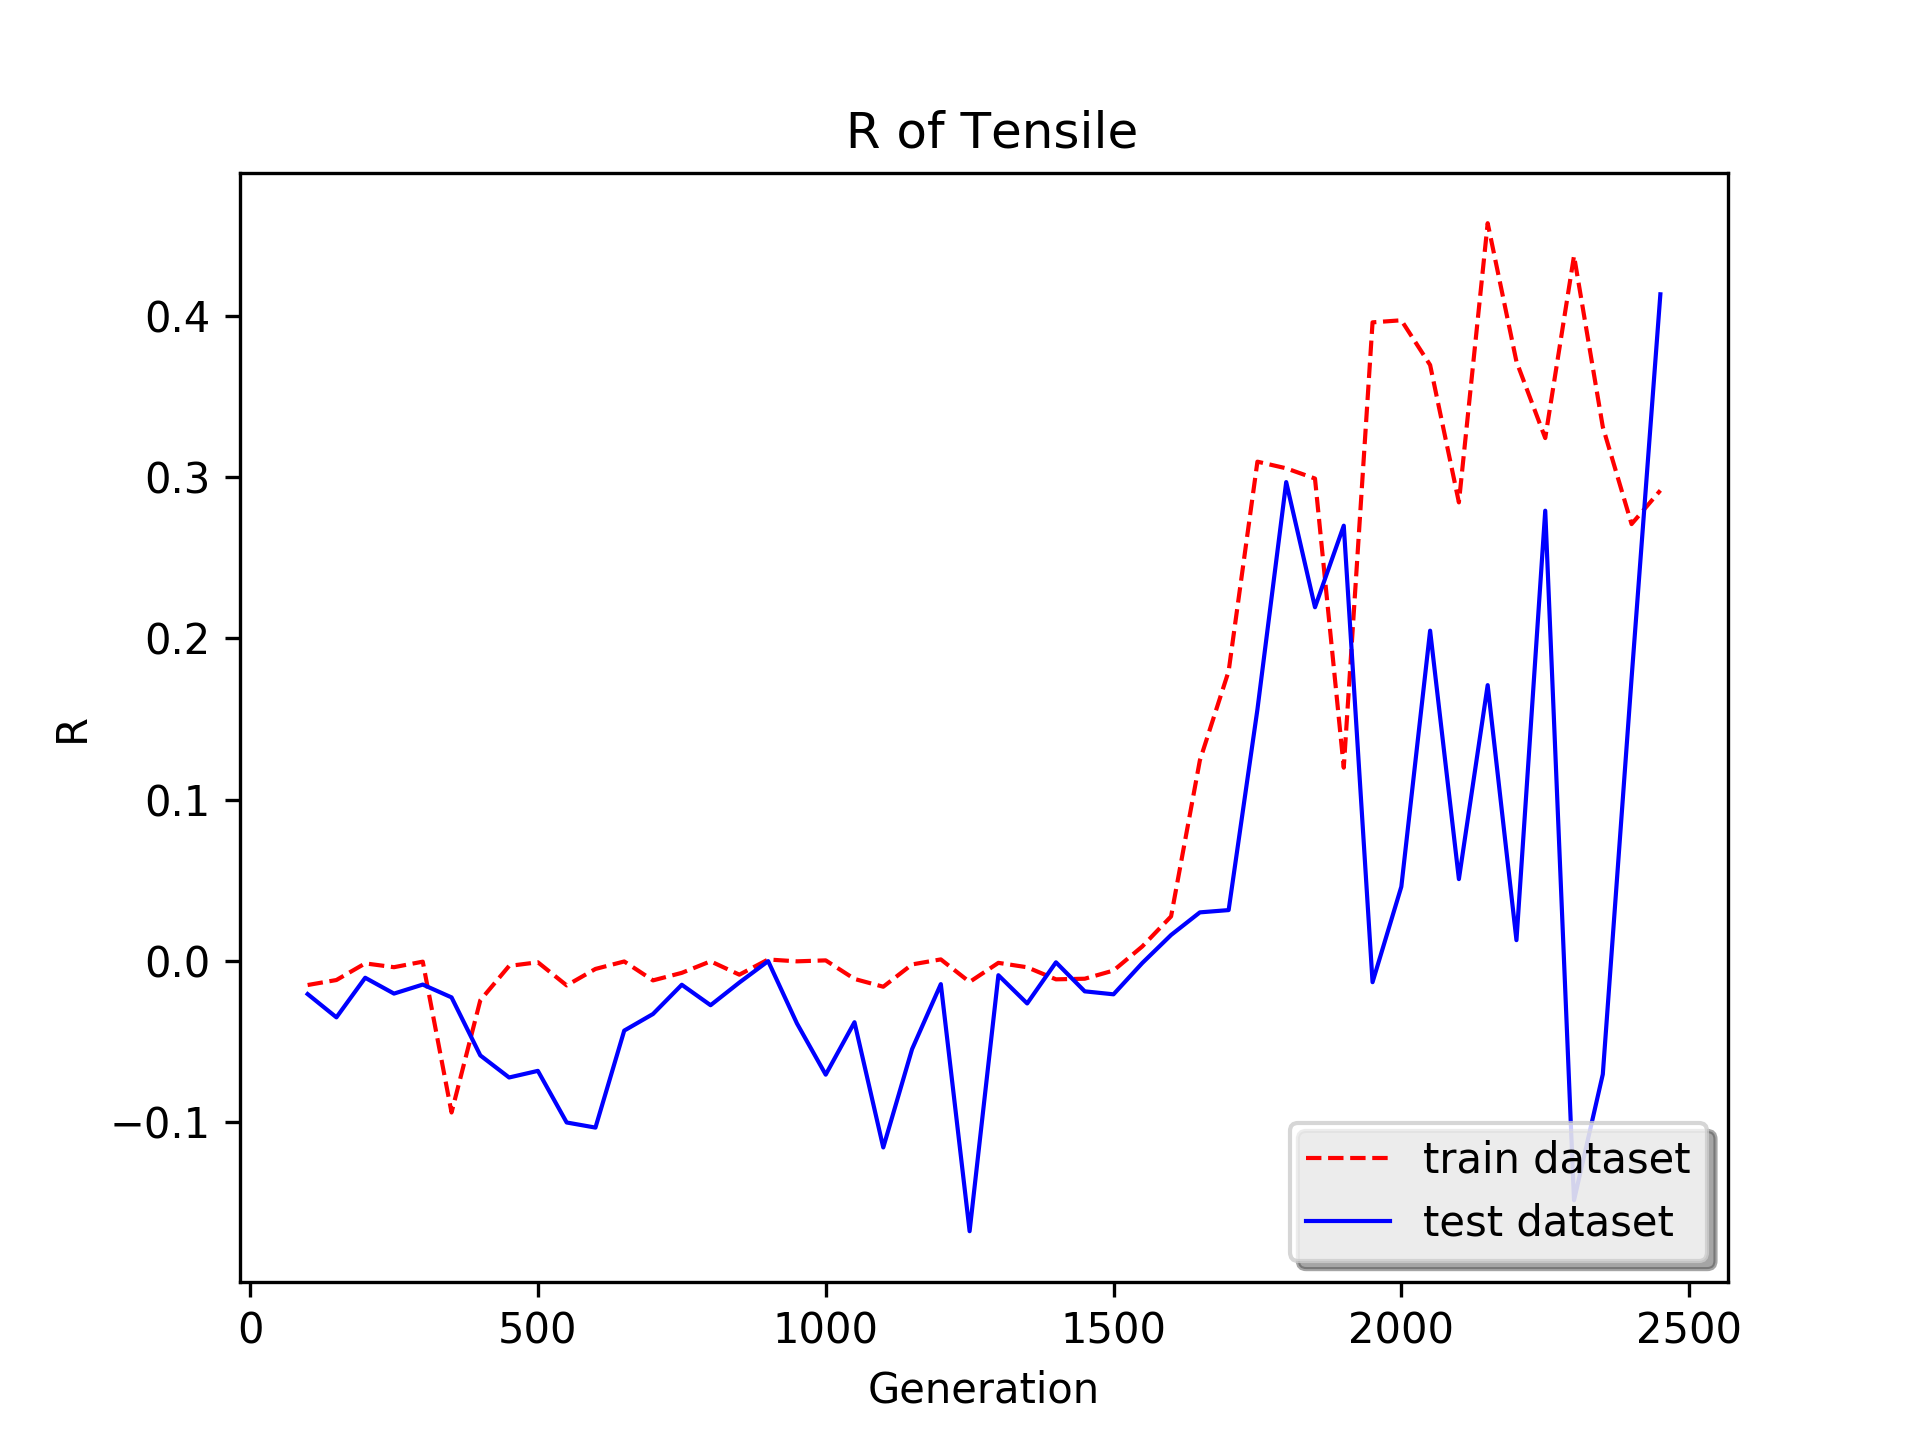 R of Tensile
R
0.4
0.3
0.2
0.1
0.0
−0.1
train dataset
test dataset
0 500 1000 1500 2000 2500
Generation